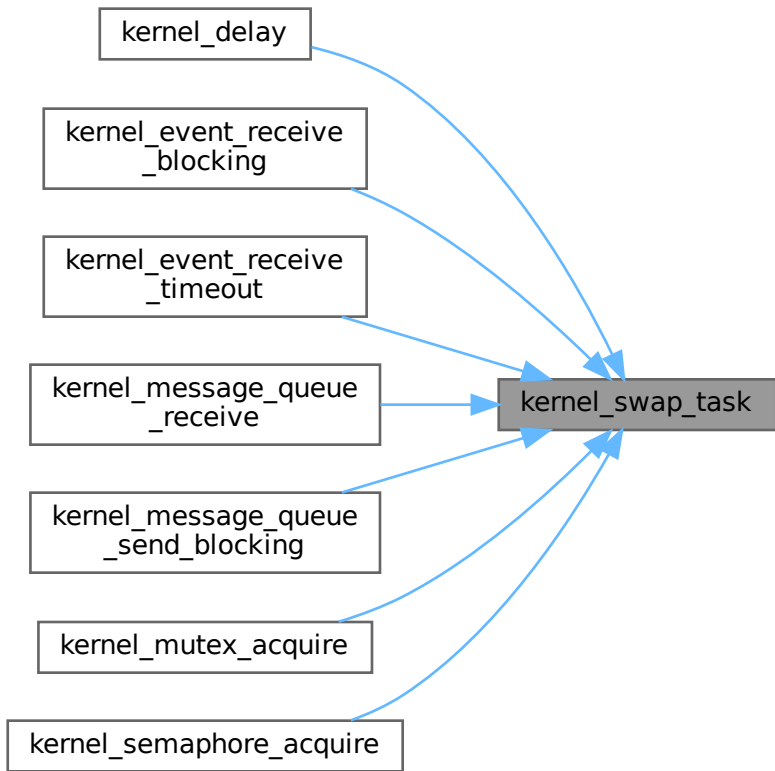 kernel_delay
kernel_event_receive
_blocking
kernel_event_receive
_timeout
kernel_message_queue
_receive
kernel_swap_task
kernel_message_queue
_send_blocking
kernel_mutex_acquire
kernel_semaphore_acquire